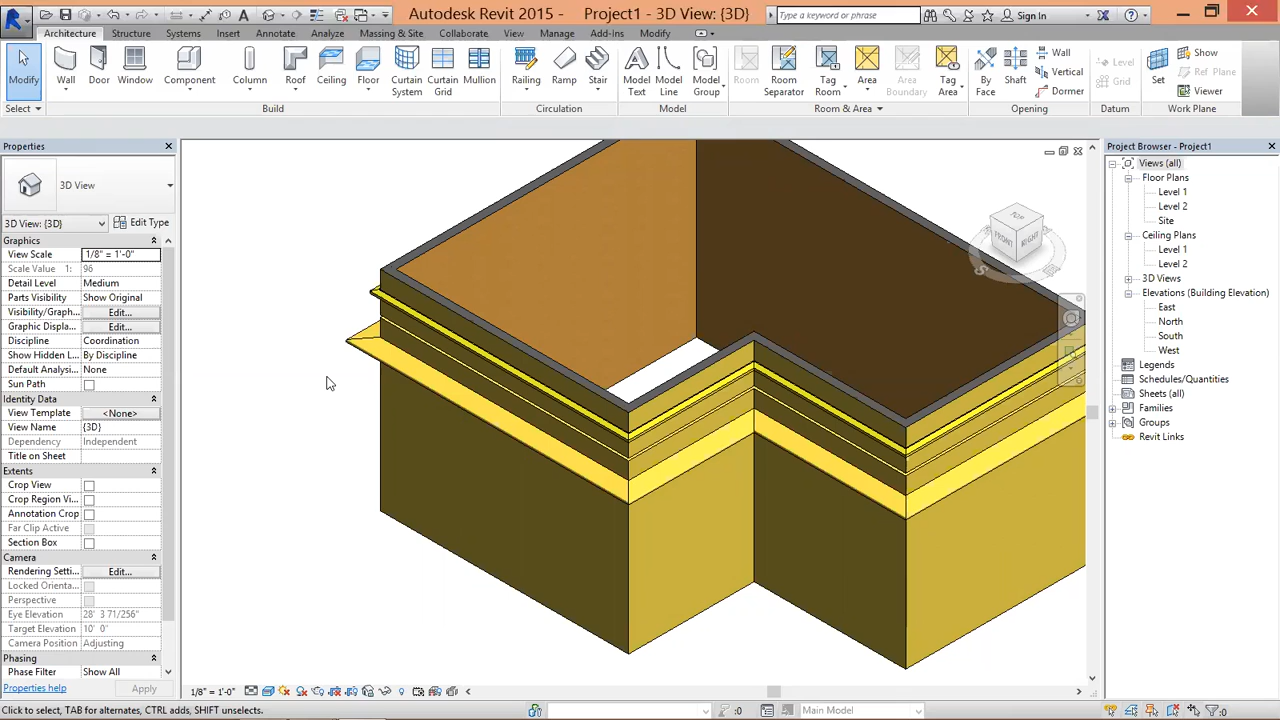 Autodesk Revit 2015 - Project1 - 3D View: {3D}
Type a keyword or phrase
Sign In
Architecture Structure Systems Insert Annotate Analyze Massing & Site Collaborate View Manage Add-Ins Modify
Modify
Wall
Door
Window
Component
Column
Roof
Ceiling
Floor
Curtain System
Curtain Grid
Mullion
Railing
Ramp
Stair
Model Text
Model Line
Model Group
Room
Room Separator
Tag Room
Area
Area Boundary
Tag Area
By Face
Shaft
Wall
Vertical
Dormer
Level
Grid
Set
Show
Ref Plane
Viewer
Select Build Circulation Model Room & Area Opening Datum Work Plane
Properties
3D View
3D View: {3D} Edit Type
Graphics
View Scale 1/8" = 1'-0"
Scale Value 1: 96
Detail Level Medium
Parts Visibility Show Original
Visibility/Graph... Edit...
Graphic Displa... Edit...
Discipline Coordination
Show Hidden L... By Discipline
Default Analysi... None
Sun Path
Identity Data
View Template <None>
View Name {3D}
Dependency Independent
Title on Sheet
Extents
Crop View
Crop Region Vi...
Annotation Crop
Far Clip Active
Section Box
Camera
Rendering Setti... Edit...
Locked Orienta...
Perspective
Eye Elevation 28' 3 71/256"
Target Elevation 10' 0"
Camera Position Adjusting
Phasing
Phase Filter Show All
Properties help Apply
TOP
FRONT
RIGHT
S
Project Browser - Project1
Views (all)
Floor Plans
Level 1
Level 2
Site
Ceiling Plans
Level 1
Level 2
3D Views
Elevations (Building Elevation)
East
North
South
West
Legends
Schedules/Quantities
Sheets (all)
Families
Groups
Revit Links
1/8" = 1'-0"
Click to select, TAB for alternates, CTRL adds, SHIFT unselects.
:0
Main Model
:0